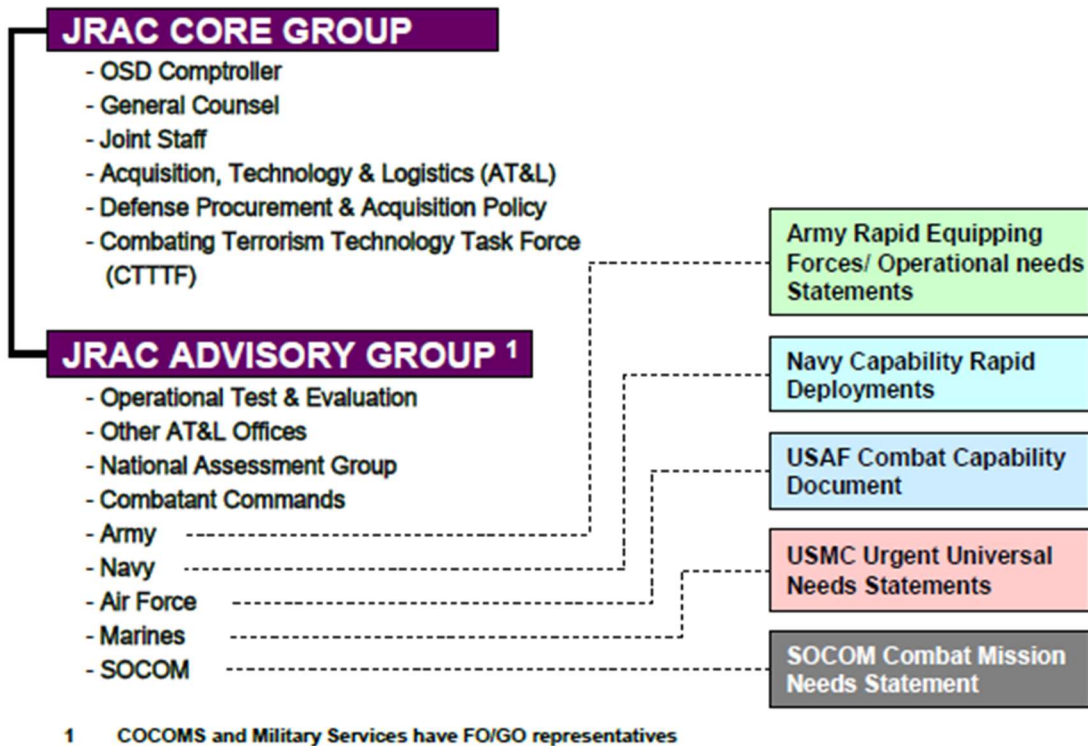 JRAC CORE GROUP
- OSD Comptroller
- General Counsel
- Joint Staff
- Acquisition, Technology & Logistics (AT&L)
- Defense Procurement & Acquisition Policy
- Combating Terrorism Technology Task Force
(CTTTF)
JRAC ADVISORY GROUP 1
- Operational Test & Evaluation
- Other AT&L Offices
- National Assessment Group
- Combatant Commands
- Army
- Navy
- Air Force
- Marines
- SOCOM
Army Rapid Equipping
Forces/ Operational needs
Statements
Navy Capability Rapid
Deployments
USAF Combat Capability
Document
USMC Urgent Universal
Needs Statements
SOCOM Combat Mission
Needs Statement
1 COCOMS and Military Services have FO/GO representatives